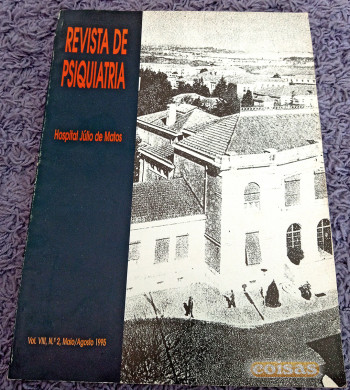 REVISTA DE
PSIQUIATRIA
Hospital Júlio de Matos
Vol. VIII, N.º 2, Maio/Agosto 1995
coisas